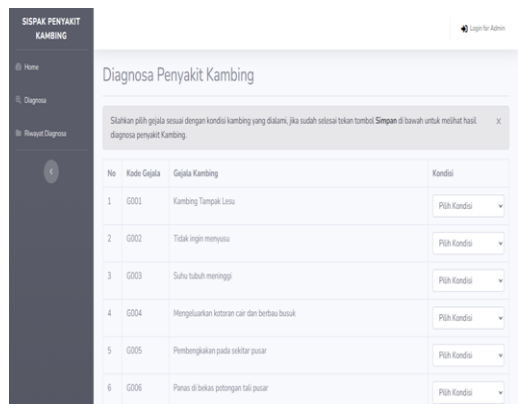 SISPAK PENYAKIT
KAMBING
Login for Admin
Home
Diagnosa
Riwayat Diagnosa
Diagnosa Penyakit Kambing
Silahkan pilih gejala sesuai dengan kondisi kambing yang dialami, jika sudah selesai tekan tombol Simpan di bawah untuk melihat hasil
diagnosa penyakit Kambing.
X
No Kode Gejala Gejala Kambing Kondisi
1 G001 Kambing Tampak Lesu Pilih Kondisi
2 G002 Tidak ingin menyusu Pilih Kondisi
3 G003 Suhu tubuh meninggi Pilih Kondisi
4 G004 Mengeluarkan kotoran cair dan berbau busuk Pilih Kondisi
5 G005 Pembengkakan pada sekitar pusar Pilih Kondisi
6 G006 Panas di bekas potongan tali pusar Pilih Kondisi